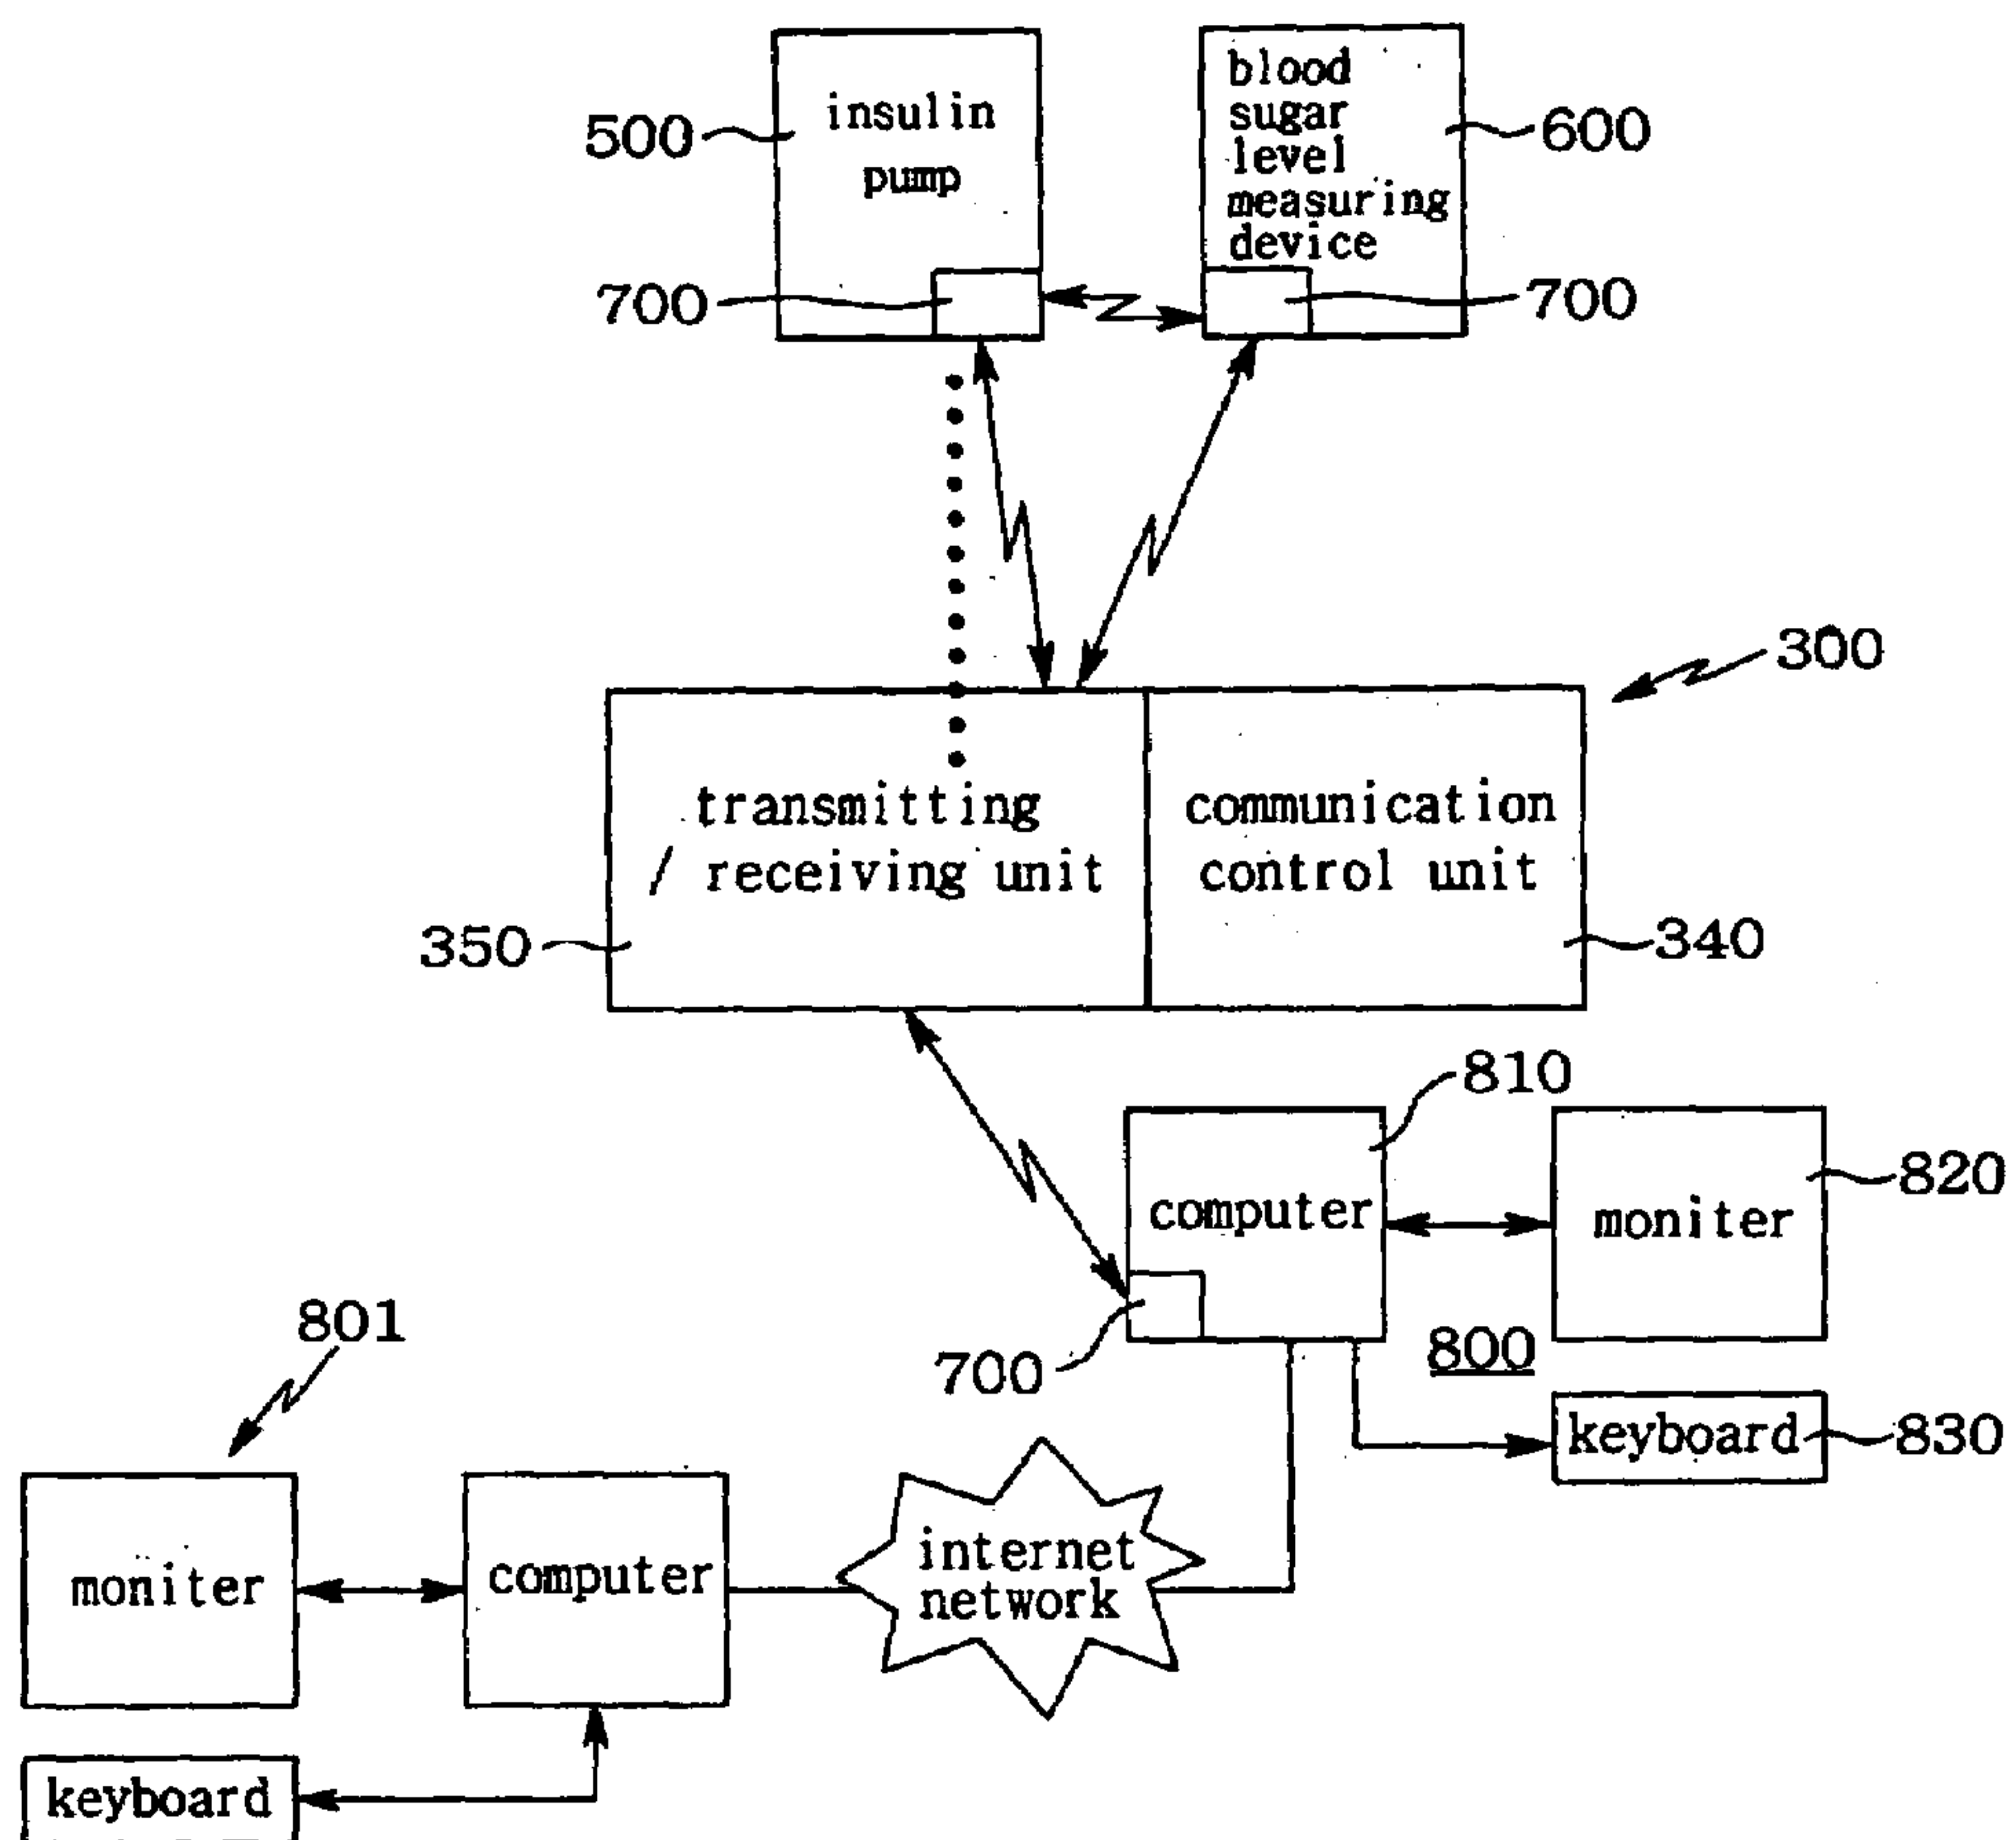 insulin
pump
500
700
blood
sugar
level
measuring
device
600
700
300
transmitting
/ receiving unit
350
communication
control unit
340
810
computer
700
moniter
820
800
keyboard
830
801
moniter
computer
internet
network
keyboard